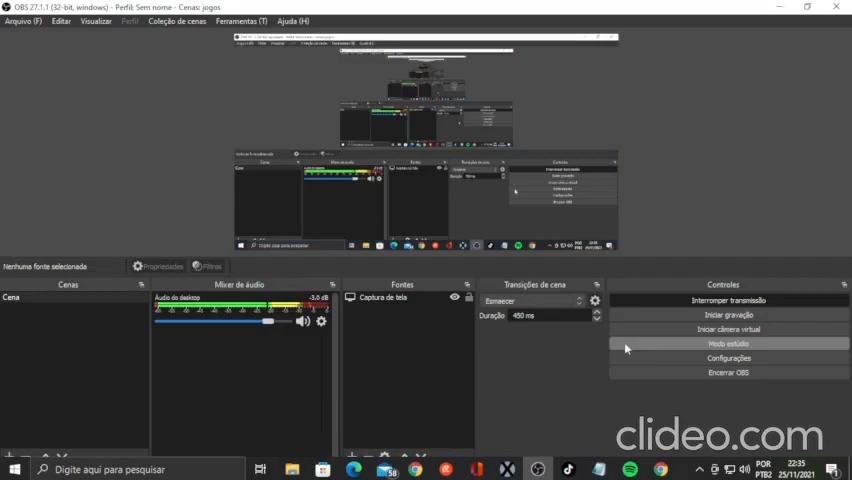 OBS 27.1.1 (32-bit, windows) - Perfil: Sem nome - Cenas: jogos
Arquivo (F) Editar Visualizar Perfil Coleção de cenas Ferramentas (T) Ajuda (H)
Nenhuma fonte selecionada Propriedades Filtros
Cenas Mixer de áudio Fontes Transições de cena Controles
Cena Áudio do desktop -3.0 dB Captura de tela Esmaecer Interromper transmissão
Duração 450 ms Iniciar gravação
Iniciar câmera virtual
Modo estúdio
Configurações
Encerrar OBS
clideo.com
Digite aqui para pesquisar 58 POR 22:35
PTB2 25/11/2021 1